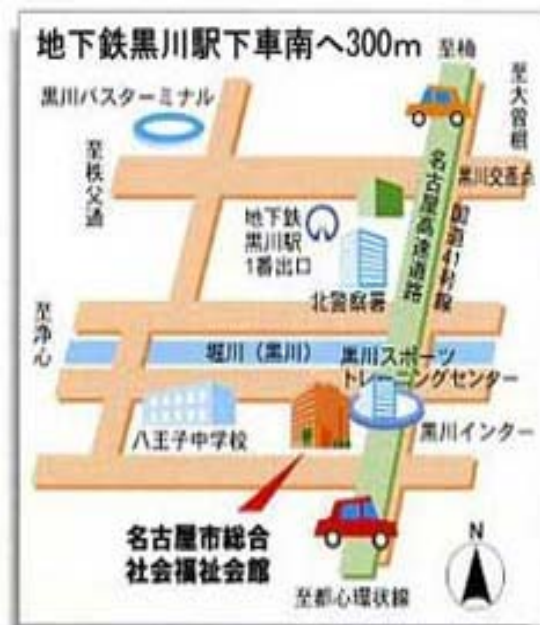 地下鉄黒川駅下車南へ300m
至楠
至大曽根
黒川バスターミナル
至秩父通
黒川交差点
名古屋高速道路
国道41号線
地下鉄
黒川駅
1番出口
北警察署
至浄心
堀川（黒川）
黒川スポーツ
トレーニングセンター
八王子中学校
黒川インター
名古屋市総合
社会福祉会館
N
至都心環状線